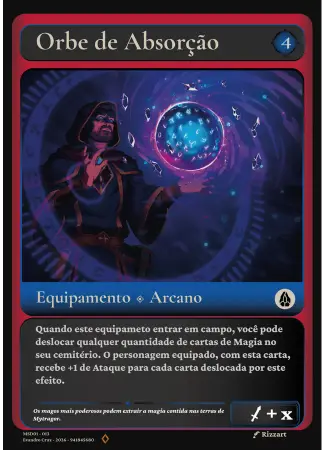 Orbe de Absorção
4
Equipamento ◈ Arcano
Quando este equipameto entrar em campo, você pode
deslocar qualquer quantidade de cartas de Magia no
seu cemitério. O personagem equipado, com esta carta,
recebe +1 de Ataque para cada carta deslocada por este
efeito.
Os magos mais poderosos podem extrair a magia contida nas terras de
Mytragor.
+ x
Rizzart